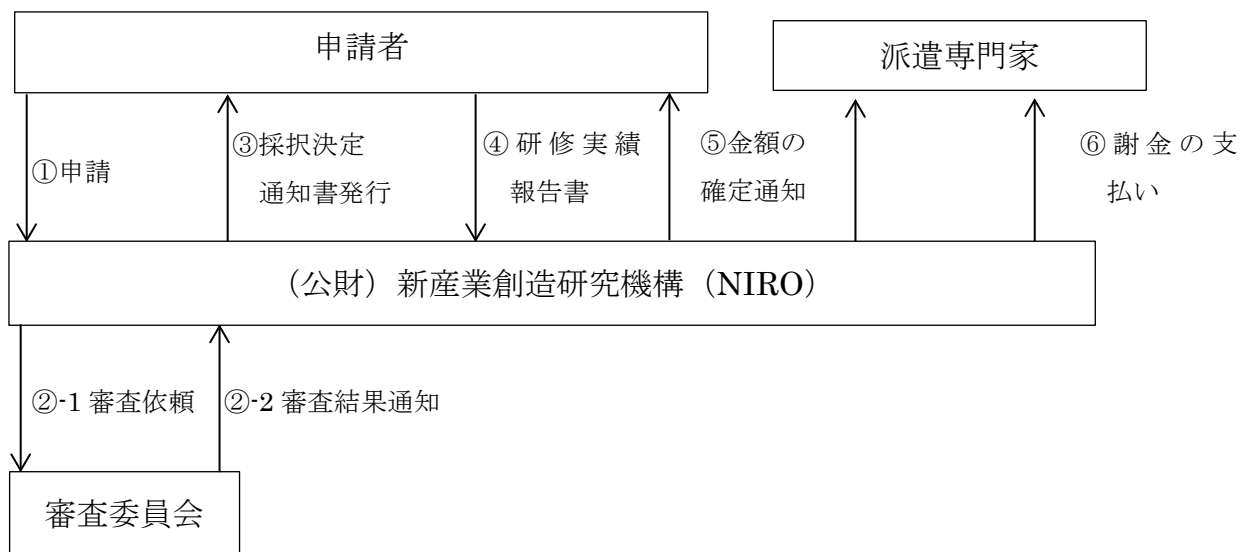 申請者
派遣専門家
①申請
③採択決定
通知書発行
④研修実績
報告書
⑤金額の
確定通知
⑥謝金の支
払い
（公財）新産業創造研究機構（NIRO）
②-1 審査依頼
②-2 審査結果通知
審査委員会